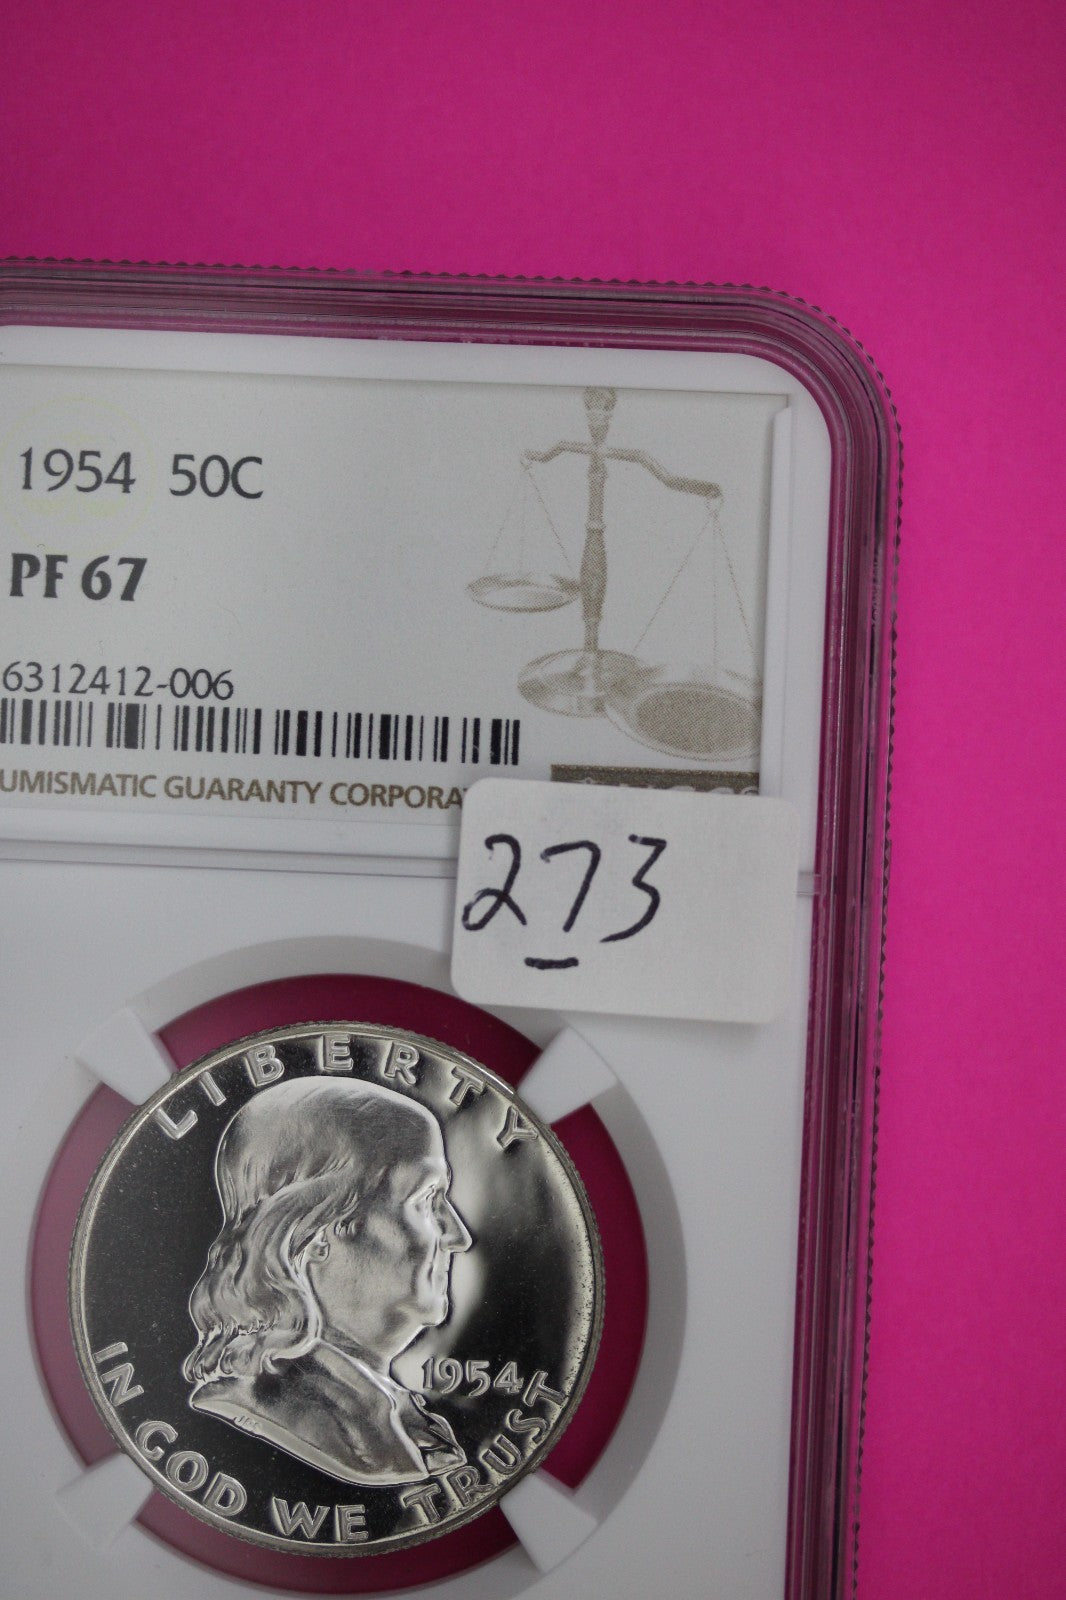 1954 50C
PF 67
6312412-006
UMISMATIC GUARANTY CORPORA
273
LIBERTY
1954
IN GOD WE TRUST